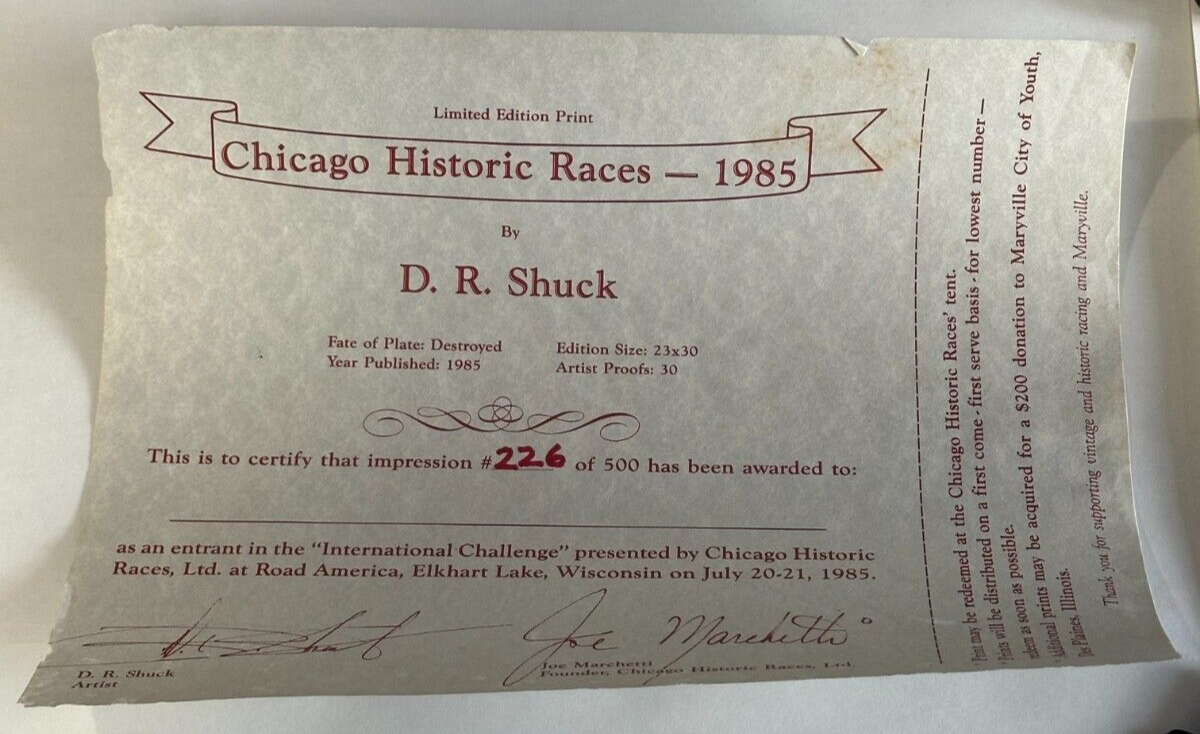 Limited Edition Print
Chicago Historic Races — 1985
By
D. R. Shuck
Fate of Plate: Destroyed
Year Published: 1985
Edition Size: 23x30
Artist Proofs: 30
This is to certify that impression #226 of 500 has been awarded to:
as an entrant in the "International Challenge" presented by Chicago Historic
Races, Ltd. at Road America, Elkhart Lake, Wisconsin on July 20-21, 1985.
D. R. Shuck
Joe Marchetti
D. R. Shuck
Artist
Joe Marchetti
Founder, Chicago Historic Races, Ltd.
Print may be redeemed at the Chicago Historic Races' tent.
Prints will be distributed on a first come - first serve basis - for lowest number —
redeem as soon as possible.
Additional prints may be acquired for a $200 donation to Maryville City of Youth,
Des Plaines, Illinois.
Thank you for supporting vintage and historic racing and Maryville.